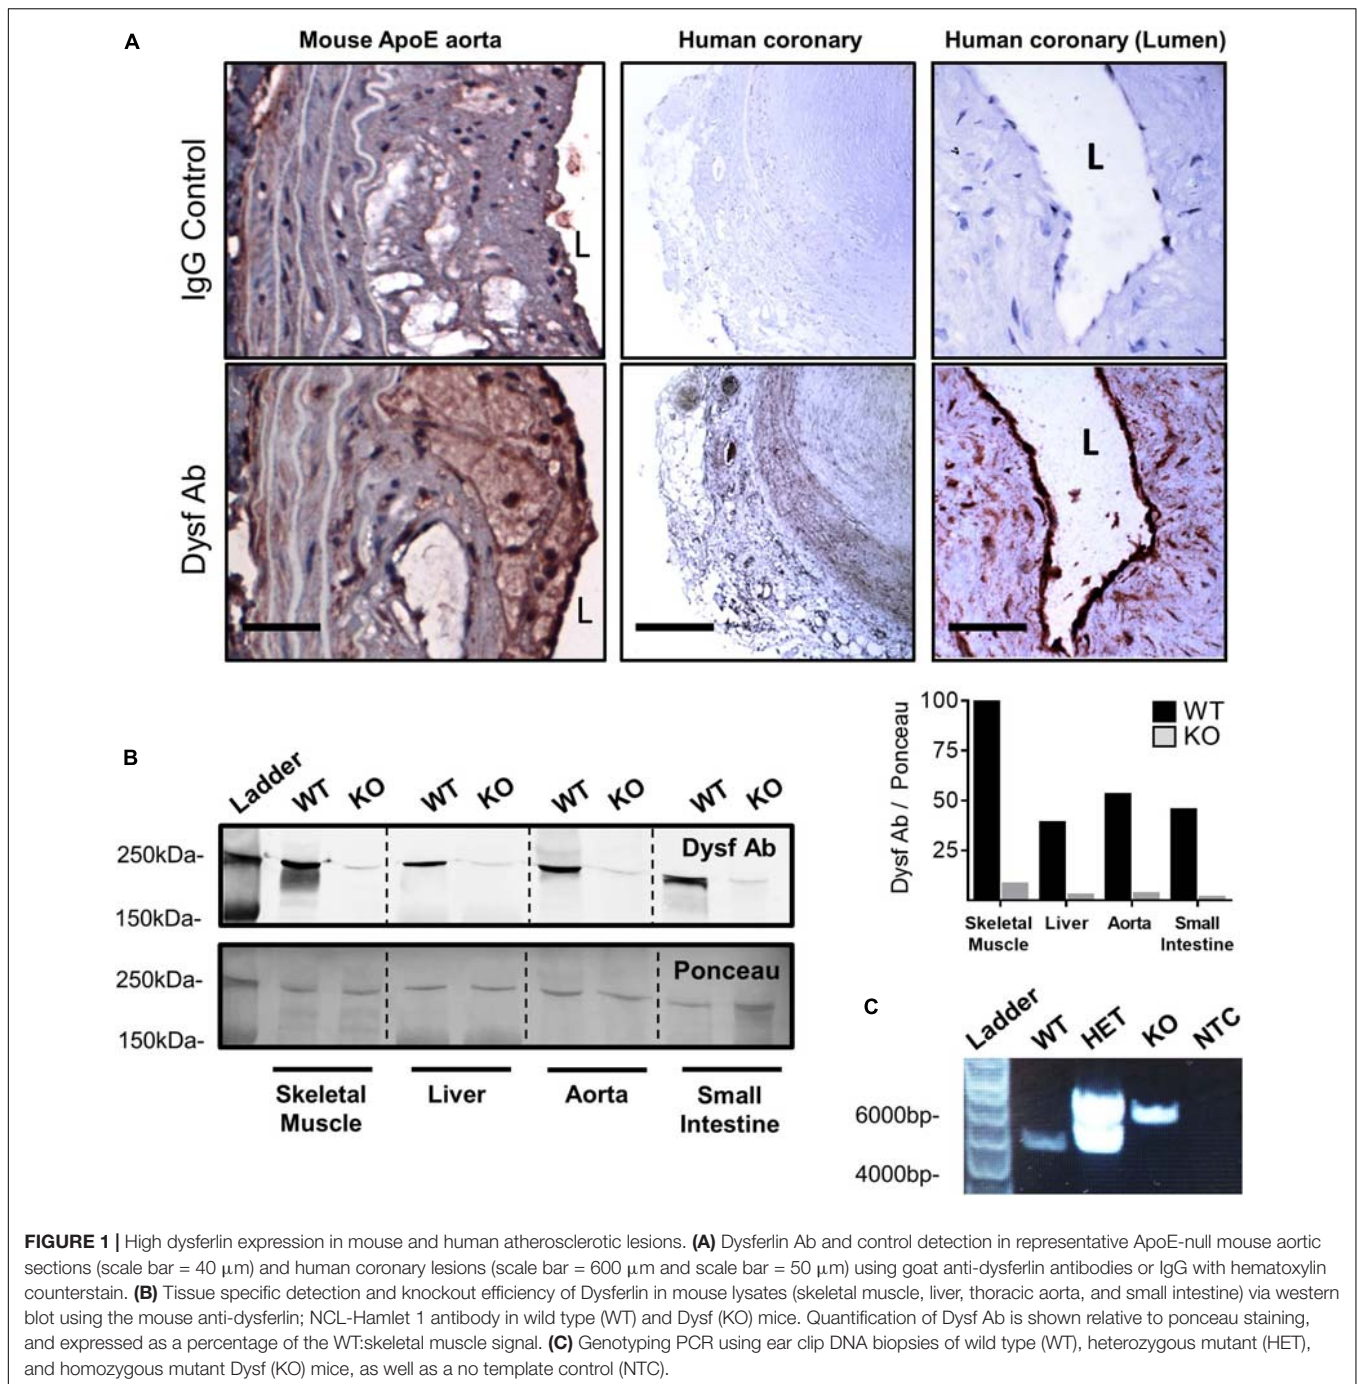 A
Mouse ApoE aorta
Human coronary
Human coronary (Lumen)
IgG Control
L
L
Dysf Ab
L
L
B
Ladder
WT
KO
WT
KO
WT
KO
WT
KO
250kDa-
Dysf Ab
150kDa-
250kDa-
Ponceau
150kDa-
Skeletal
Muscle
Liver
Aorta
Small
Intestine
Dysf Ab / Ponceau
100
75
50
25
WT
KO
Skeletal
Muscle
Liver
Aorta
Small
Intestine
C
Ladder
WT
HET
KO
NTC
6000bp-
4000bp-
FIGURE 1 | High dysferlin expression in mouse and human atherosclerotic lesions. (A) Dysferlin Ab and control detection in representative ApoE-null mouse aortic
sections (scale bar = 40 μm) and human coronary lesions (scale bar = 600 μm and scale bar = 50 μm) using goat anti-dysferlin antibodies or IgG with hematoxylin
counterstain. (B) Tissue specific detection and knockout efficiency of Dysferlin in mouse lysates (skeletal muscle, liver, thoracic aorta, and small intestine) via western
blot using the mouse anti-dysferlin; NCL-Hamlet 1 antibody in wild type (WT) and Dysf (KO) mice. Quantification of Dysf Ab is shown relative to ponceau staining,
and expressed as a percentage of the WT:skeletal muscle signal. (C) Genotyping PCR using ear clip DNA biopsies of wild type (WT), heterozygous mutant (HET),
and homozygous mutant Dysf (KO) mice, as well as a no template control (NTC).